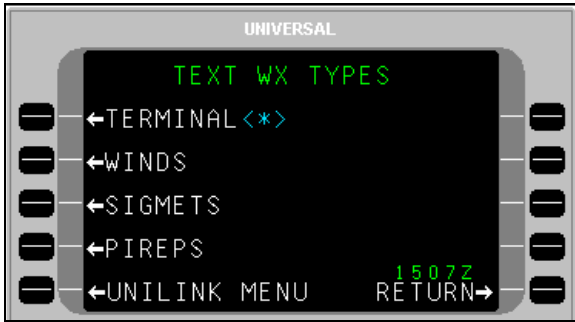 UNIVERSAL
TEXT WX TYPES
←TERMINAL<*>
←WINDS
←SIGMETS
←PIREPS
1507Z
←UNILINK MENU RETURN→